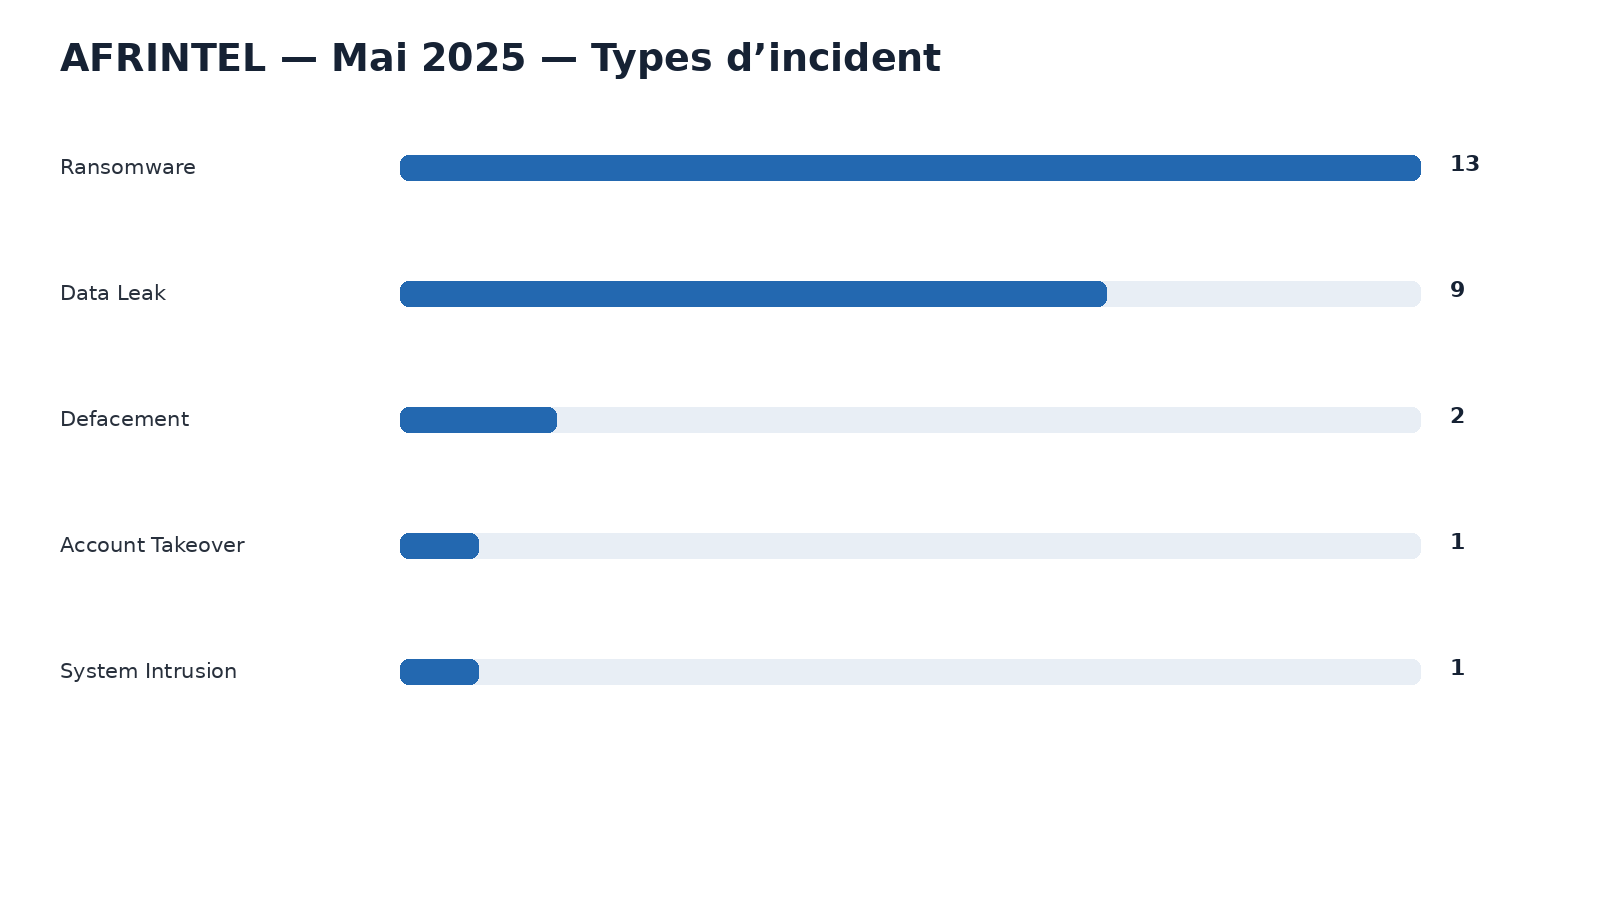 AFRINTEL — Mai 2025 — Types d’incident
Ransomware 13
Data Leak 9
Defacement 2
Account Takeover 1
System Intrusion 1